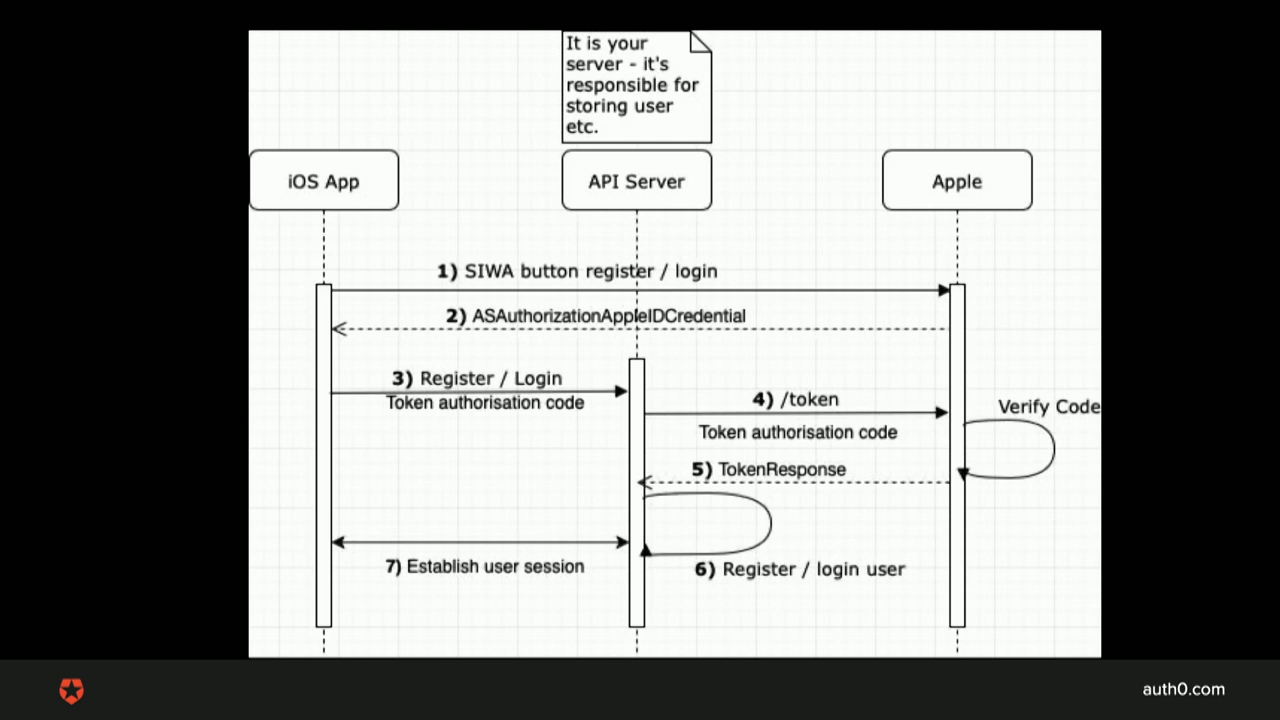 It is your
server - it's
responsible for
storing user
etc.
iOS App
API Server
Apple
1) SIWA button register / login
2) ASAuthorizationAppleIDCredential
3) Register / Login
Token authorisation code
4) /token
Token authorisation code
Verify Code
5) TokenResponse
6) Register / login user
7) Establish user session
auth0.com